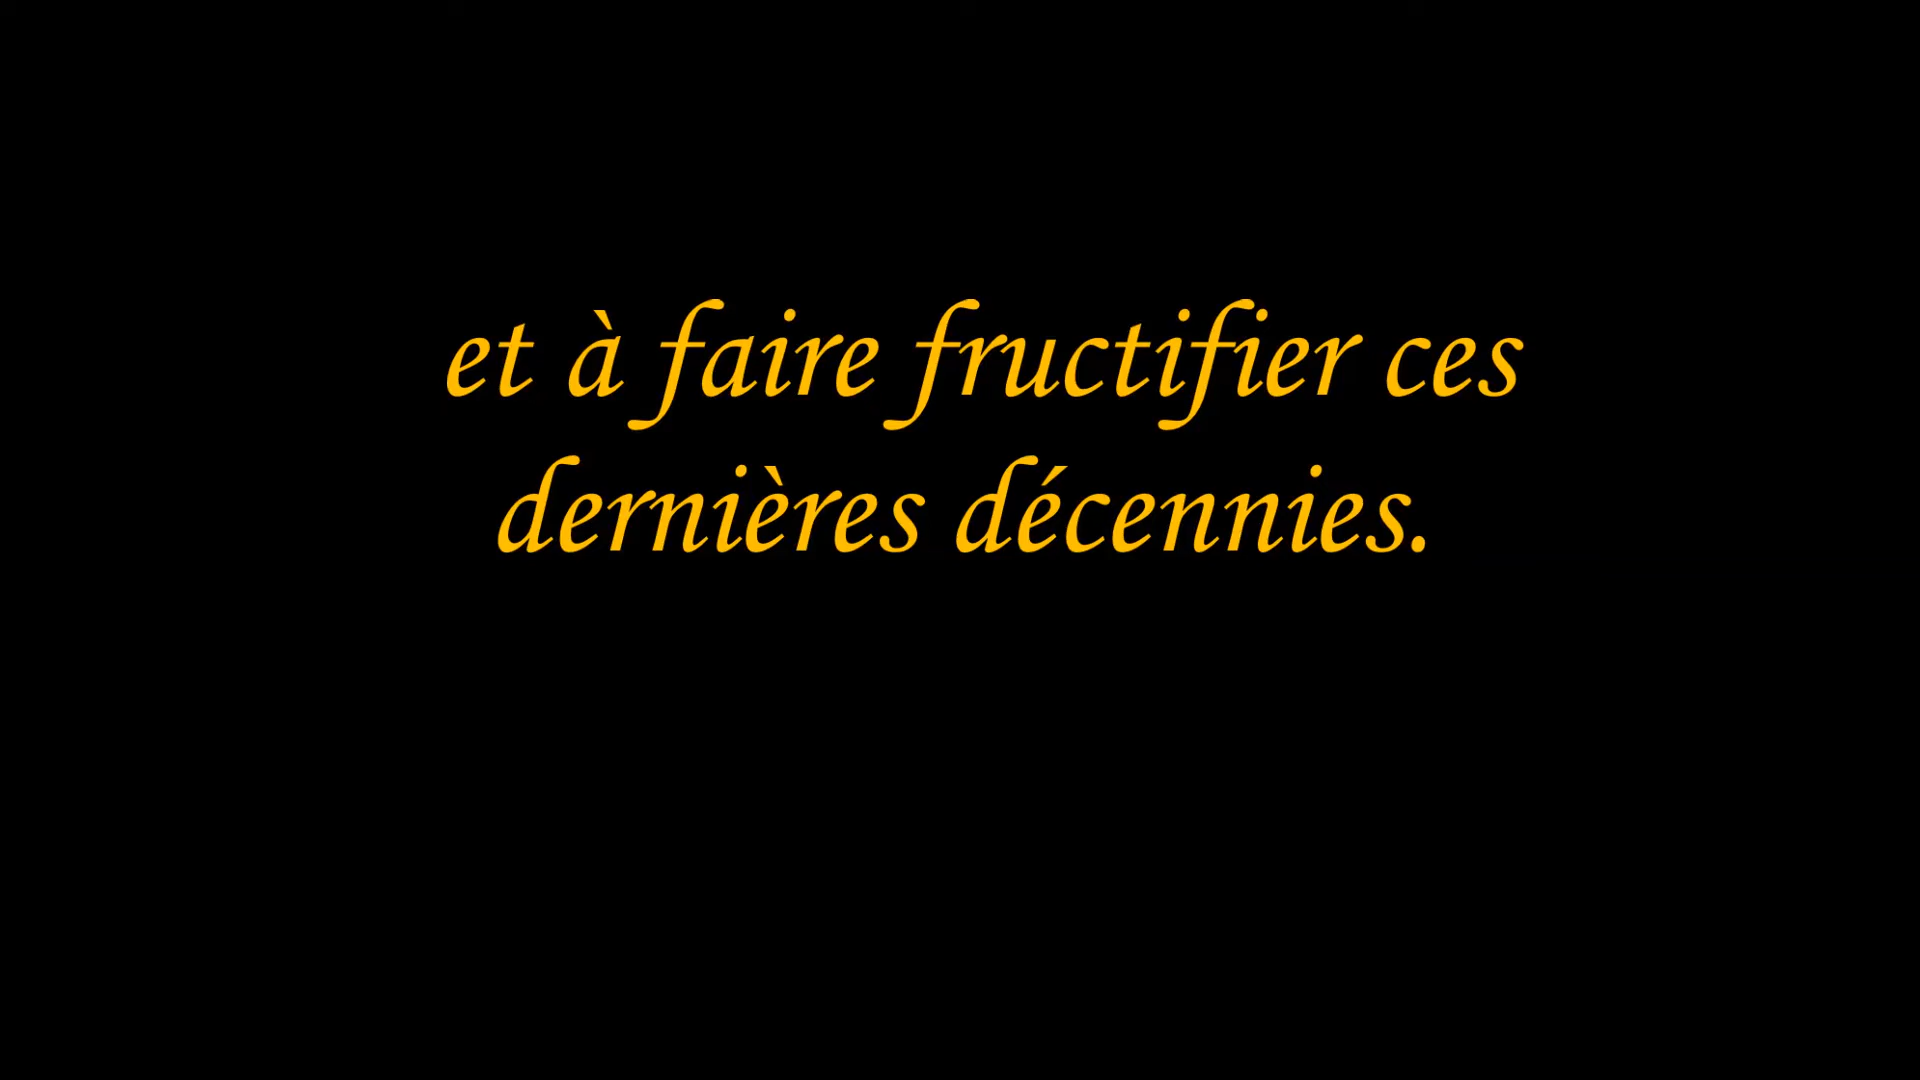 et à faire fructifier ces
dernières décennies.